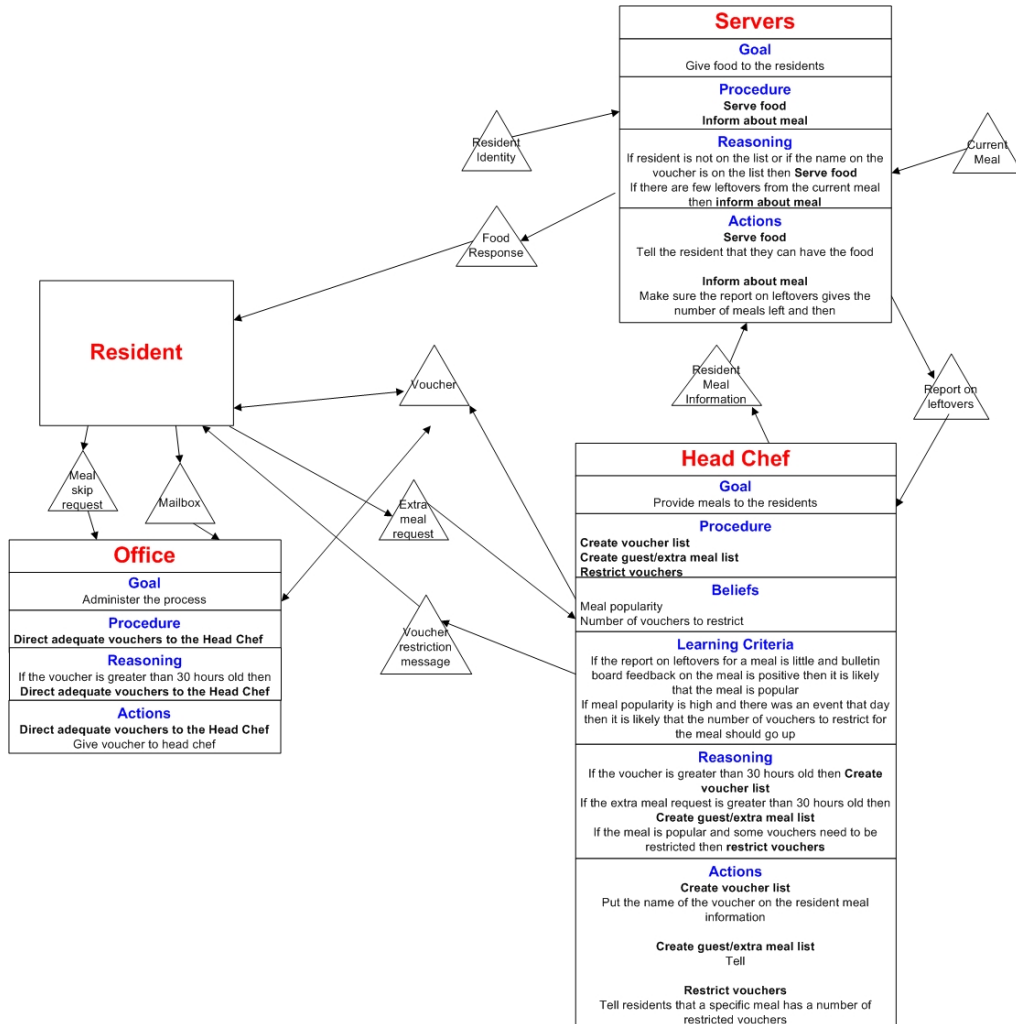 Servers
Goal
Give food to the residents
Procedure
Serve food
Inform about meal
Reasoning
If resident is not on the list or if the name on the
voucher is on the list then Serve food
If there are few leftovers from the current meal
then inform about meal
Actions
Serve food
Tell the resident that they can have the food
Inform about meal
Make sure the report on leftovers gives the
number of meals left and then
Resident
Identity
Current
Meal
Food
Response
Resident
Voucher
Resident
Meal
Information
Report on
leftovers
Meal
skip
request
Mailbox
Extra
meal
request
Voucher
restriction
message
Office
Goal
Administer the process
Procedure
Direct adequate vouchers to the Head Chef
Reasoning
If the voucher is greater than 30 hours old then
Direct adequate vouchers to the Head Chef
Actions
Direct adequate vouchers to the Head Chef
Give voucher to head chef
Head Chef
Goal
Provide meals to the residents
Procedure
Create voucher list
Create guest/extra meal list
Restrict vouchers
Beliefs
Meal popularity
Number of vouchers to restrict
Learning Criteria
If the report on leftovers for a meal is little and bulletin
board feedback on the meal is positive then it is likely
that the meal is popular
If meal popularity is high and there was an event that day
then it is likely that the number of vouchers to restrict for
the meal should go up
Reasoning
If the voucher is greater than 30 hours old then Create
voucher list
If the extra meal request is greater than 30 hours old then
Create guest/extra meal list
If the meal is popular and some vouchers need to be
restricted then restrict vouchers
Actions
Create voucher list
Put the name of the voucher on the resident meal
information
Create guest/extra meal list
Tell
Restrict vouchers
Tell residents that a specific meal has a number of
restricted vouchers